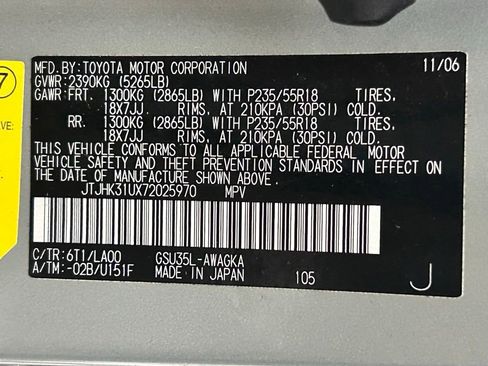 7
VE:
MFD.BY:TOYOTA MOTOR CORPORATION 11/06
GVWR:2390KG (5265LB)
GAWR:FRT. 1300KG (2865LB) WITH P235/55R18 TIRES,
18X7JJ RIMS, AT 210KPA (30PSI) COLD.
RR. 1300KG (2865LB) WITH P235/55R18 TIRES,
18X7JJ RIMS, AT 210KPA (30PSI) COLD.
THIS VEHICLE CONFORMS TO ALL APPLICABLE FEDERAL MOTOR
VEHICLE SAFETY AND THEFT PREVENTION STANDARDS IN EFFECT ON
THE DATE OF MANUFACTURE SHOWN ABOVE.
JTJHK31UX72025970 MPV
C/TR:6T1/LA00 GSU35L-AWAGKA
A/TM:-02B/U151F MADE IN JAPAN 105 J